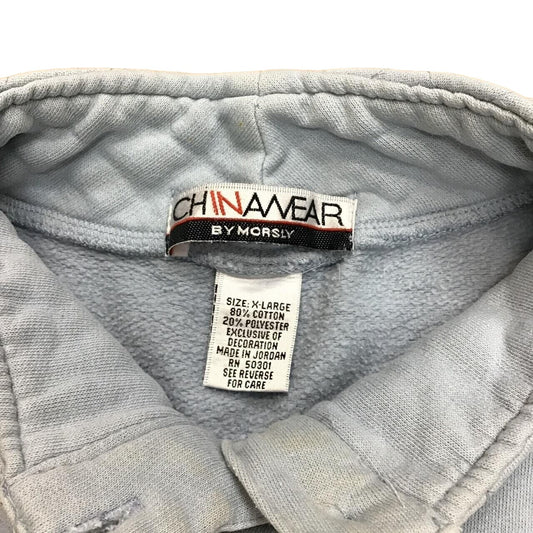 CHINAWEAR
BY MORSLY
SIZE: X-LARGE
80% COTTON
20% POLYESTER
EXCLUSIVE OF
DECORATION
MADE IN JORDAN
RN 50301
SEE REVERSE
FOR CARE